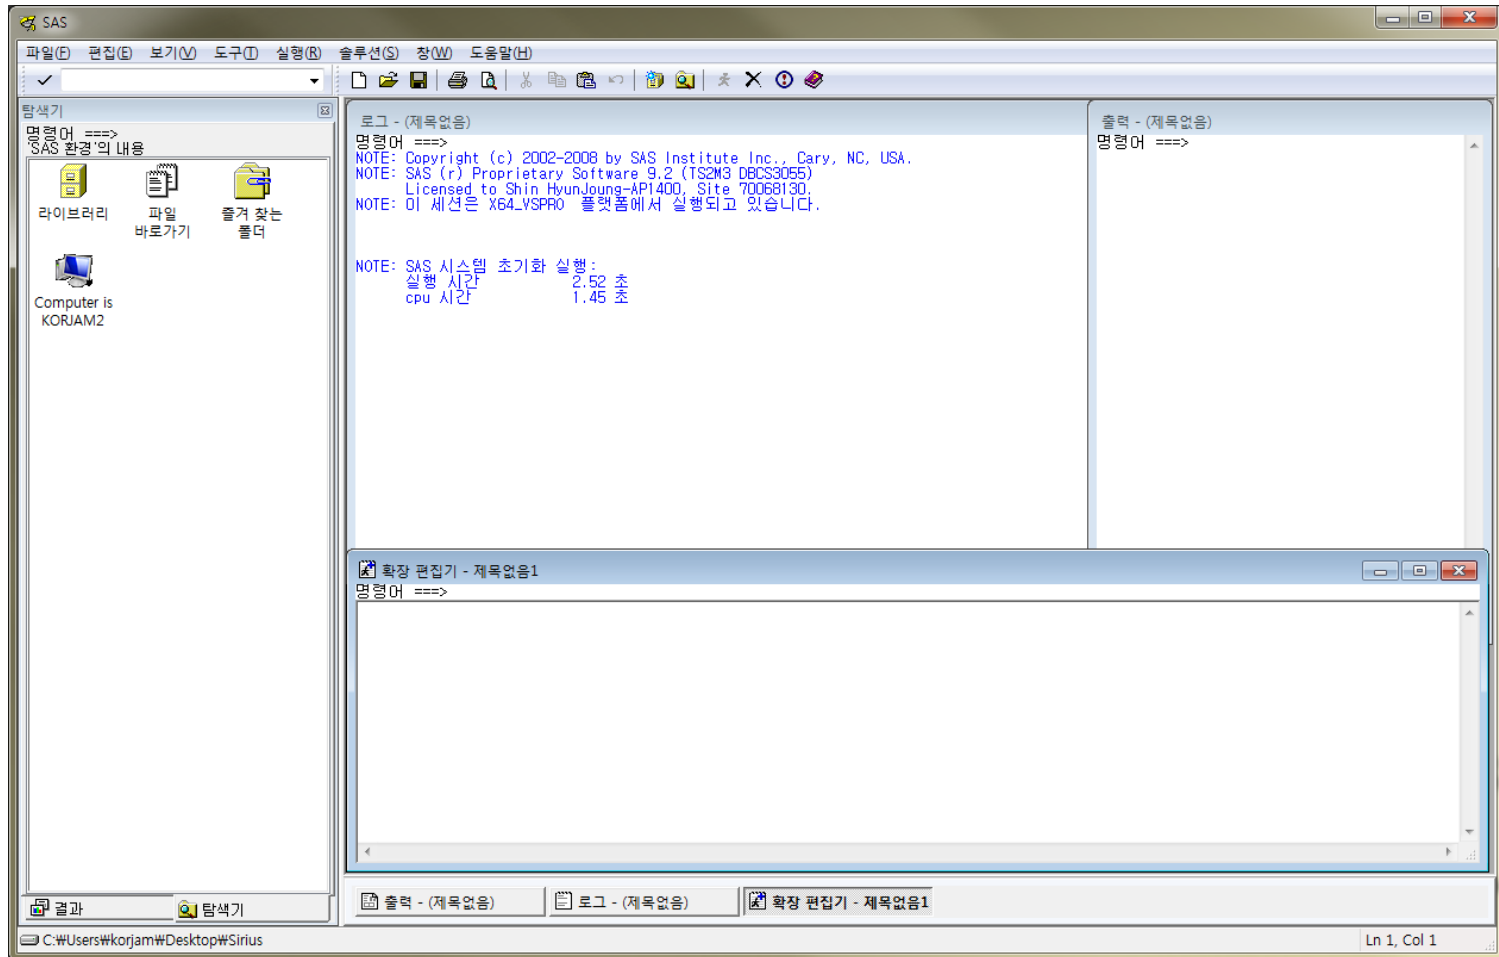 SAS
파일(F) 편집(E) 보기(V) 도구(T) 실행(R) 솔루션(S) 창(W) 도움말(H)
탐색기
명령어 ===>
'SAS 환경'의 내용
라이브러리
파일
바로가기
즐겨 찾는
폴더
Computer is
KORJAM2
로그 - (제목없음)
명령어 ===>
NOTE: Copyright (c) 2002-2008 by SAS Institute Inc., Cary, NC, USA.
NOTE: SAS (r) Proprietary Software 9.2 (TS2M3 DBCS3055)
Licensed to Shin HyunJoung-AP1400, Site 70068130.
NOTE: 이 세션은 X64_VSPRO 플랫폼에서 실행되고 있습니다.
NOTE: SAS 시스템 초기화 실행:
실행 시간 2.52 초
cpu 시간 1.45 초
출력 - (제목없음)
명령어 ===>
확장 편집기 - 제목없음1
명령어 ===>
결과
탐색기
출력 - (제목없음)
로그 - (제목없음)
확장 편집기 - 제목없음1
C:₩Users₩korjam₩Desktop₩Sirius
Ln 1, Col 1